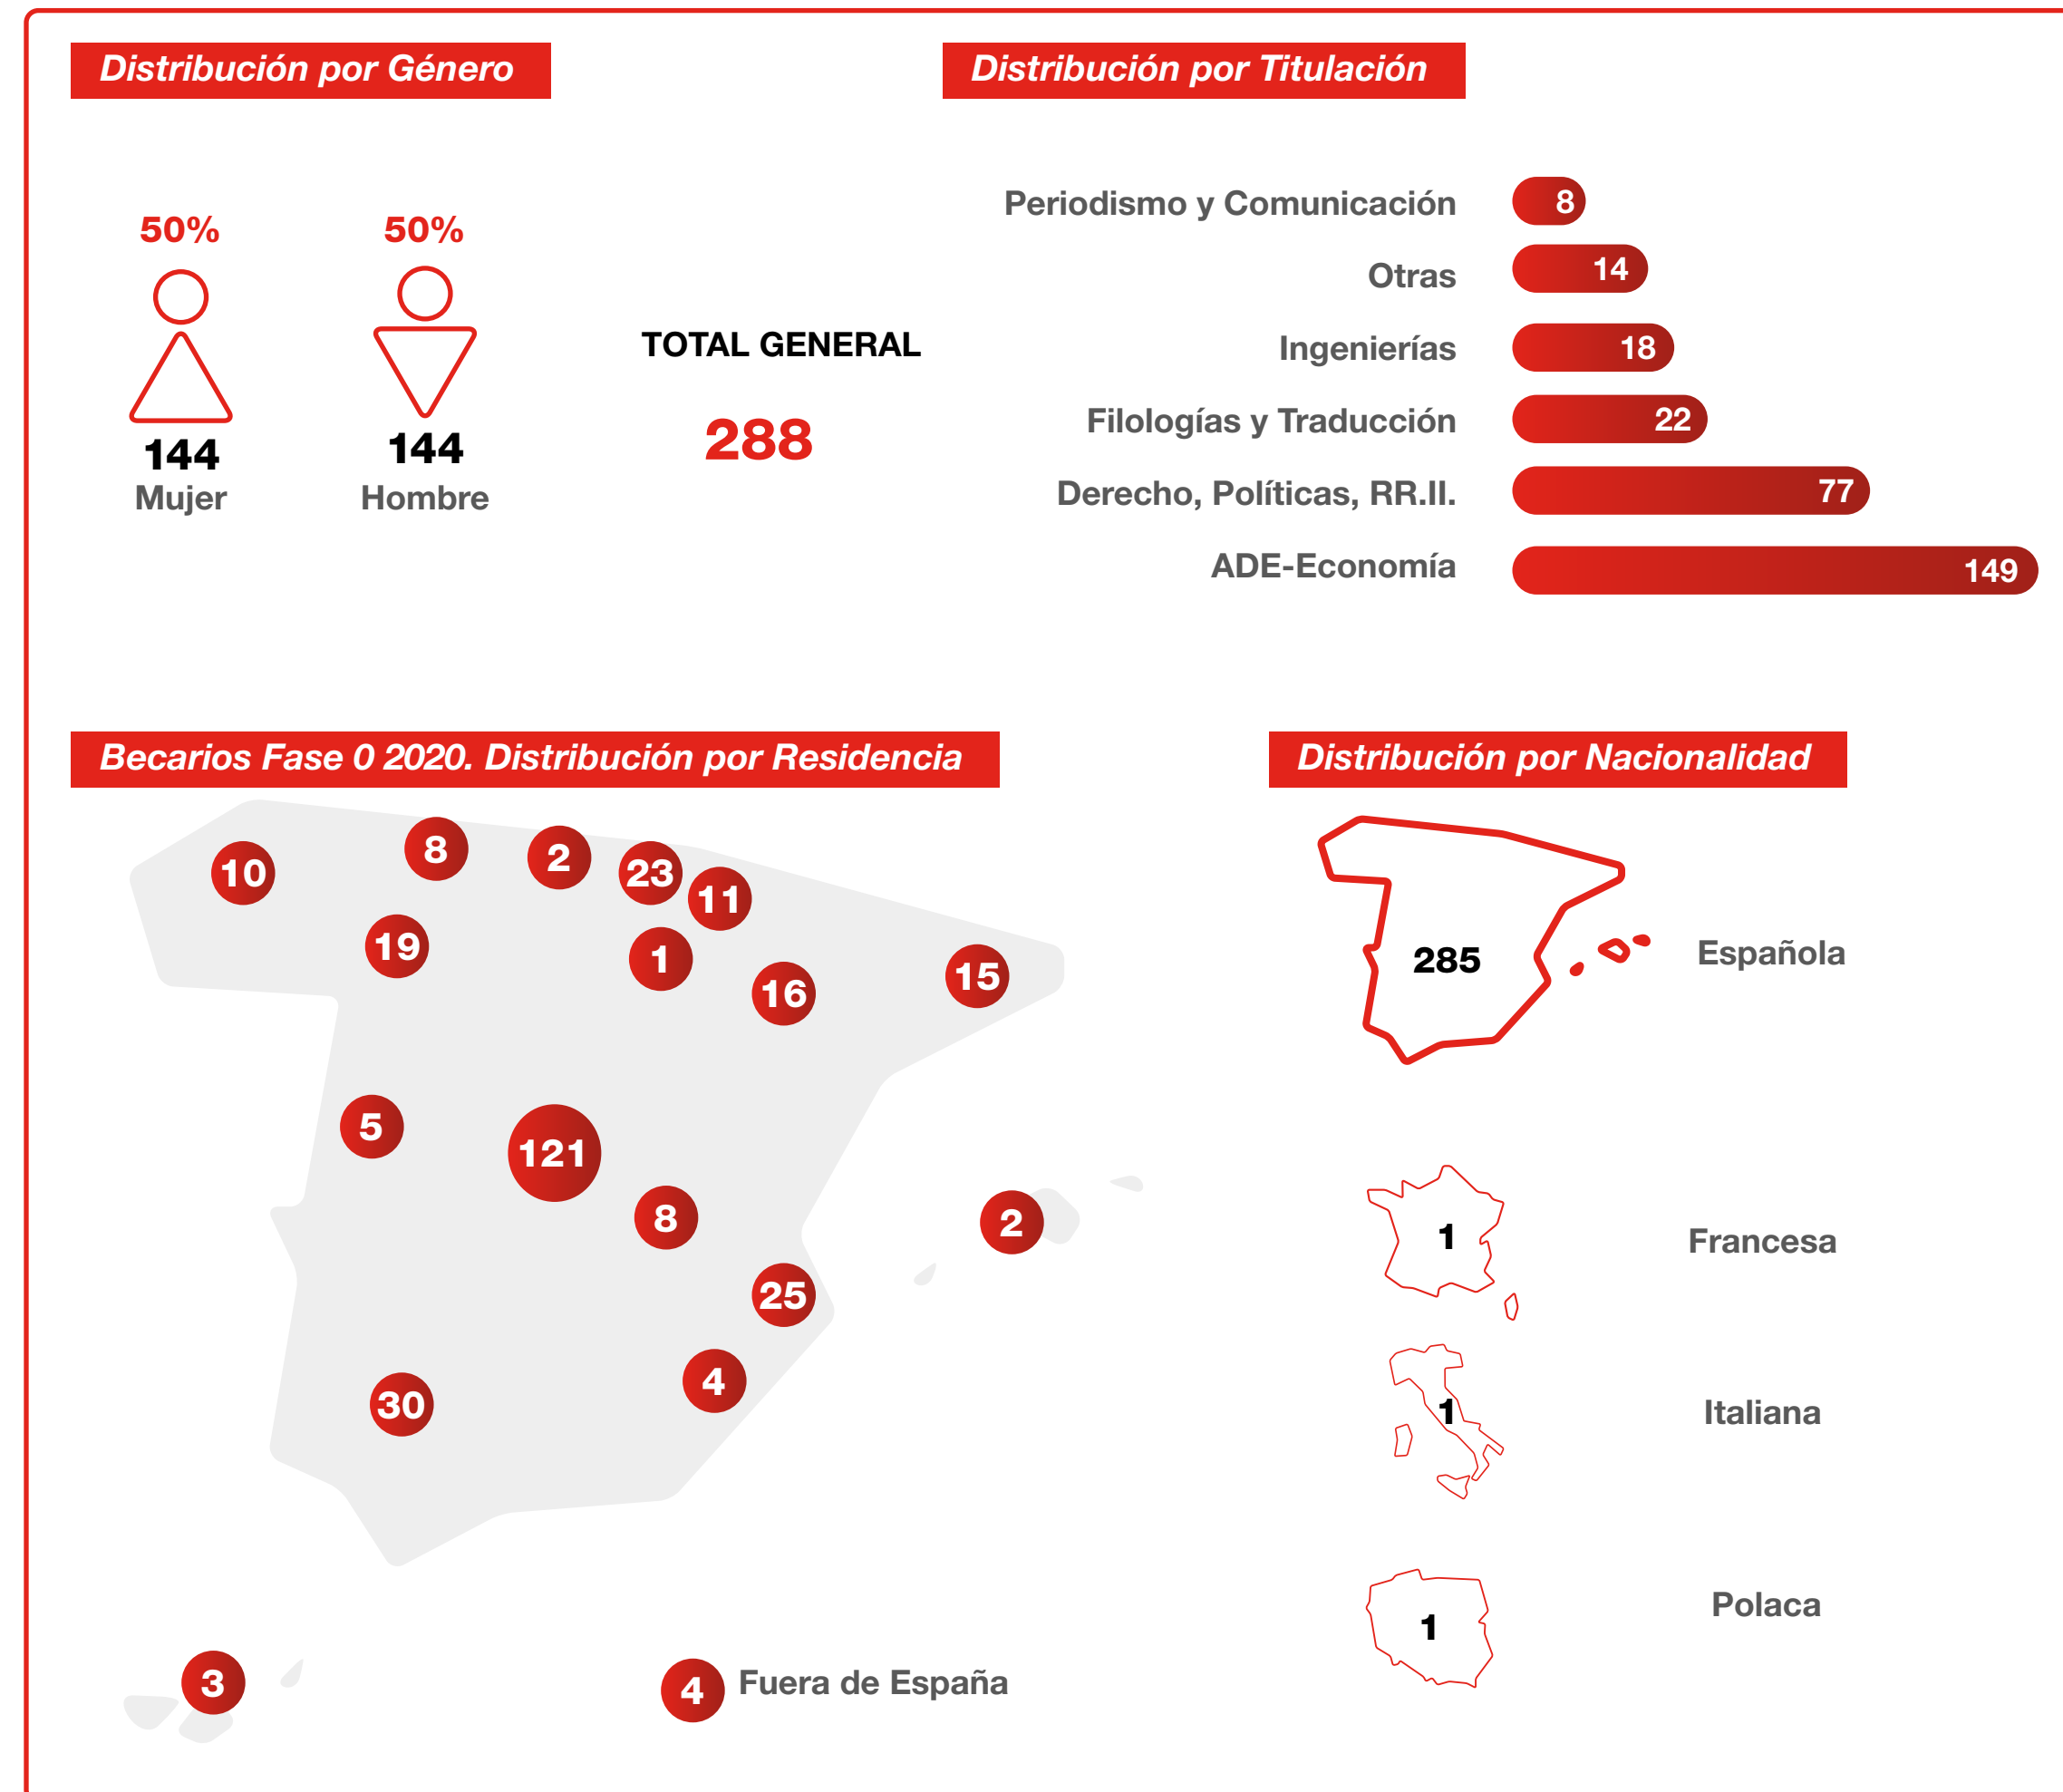 Distribución por Género
50%
50%
144
144
Mujer
Hombre
TOTAL GENERAL
288
Distribución por Titulación
Periodismo y Comunicación
8
Otras
14
Ingenierías
18
Filologías y Traducción
22
Derecho, Políticas, RR.II.
77
ADE-Economía
149
Becarios Fase 0 2020. Distribución por Residencia
10
8
2
23
11
19
1
16
15
5
121
8
2
25
4
30
3
4 Fuera de España
Distribución por Nacionalidad
285
Española
1
Francesa
1
Italiana
1
Polaca